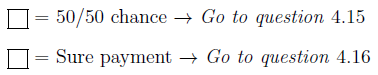 ☐ = 50/50 chance → Go to question 4.15
☐ = Sure payment → Go to question 4.16